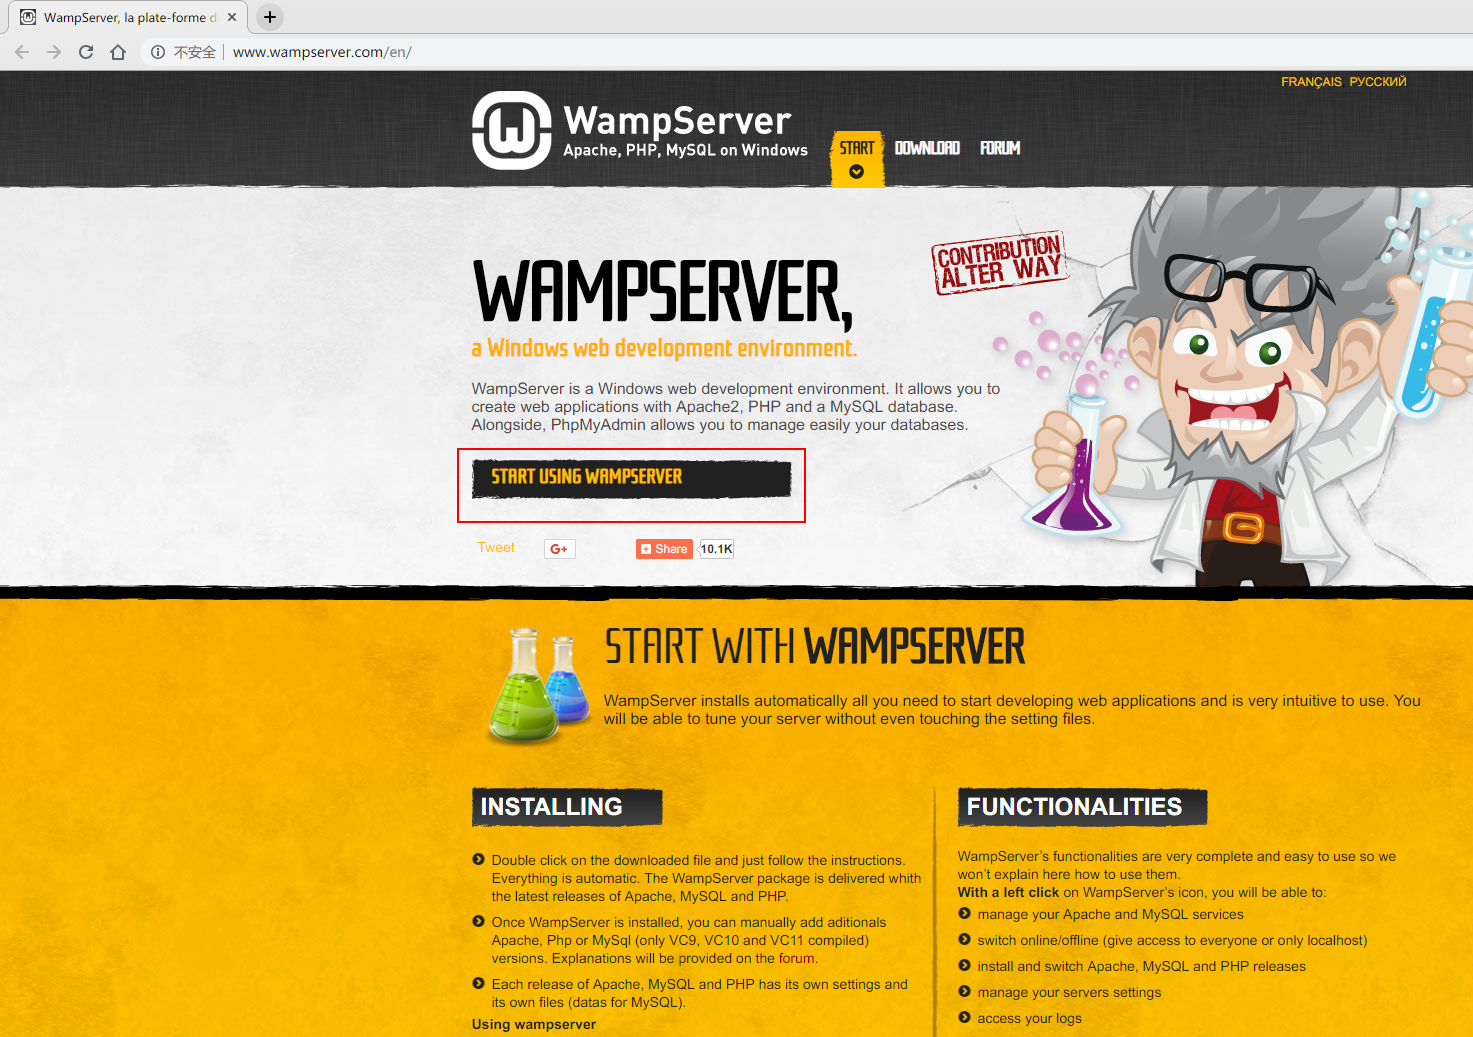 WampServer, la plate-forme d
不安全 www.wampserver.com/en/
FRANÇAIS РУССКИЙ
WampServer
Apache, PHP, MySQL on Windows
START DOWNLOAD FORUM
CONTRIBUTION
ALTER WAY
WAMPSERVER,
a Windows web development environment.
WampServer is a Windows web development environment. It allows you to
create web applications with Apache2, PHP and a MySQL database.
Alongside, PhpMyAdmin allows you to manage easily your databases.
START USING WAMPSERVER
Tweet G+ Share 10.1K
START WITH WAMPSERVER
WampServer installs automatically all you need to start developing web applications and is very intuitive to use. You
will be able to tune your server without even touching the setting files.
INSTALLING
Double click on the downloaded file and just follow the instructions.
Everything is automatic. The WampServer package is delivered whith
the latest releases of Apache, MySQL and PHP.
Once WampServer is installed, you can manually add aditionals
Apache, Php or MySql (only VC9, VC10 and VC11 compiled)
versions. Explanations will be provided on the forum.
Each release of Apache, MySQL and PHP has its own settings and
its own files (datas for MySQL).
Using wampserver
FUNCTIONALITIES
WampServer's functionalities are very complete and easy to use so we
won't explain here how to use them.
With a left click on WampServer's icon, you will be able to:
manage your Apache and MySQL services
switch online/offline (give access to everyone or only localhost)
install and switch Apache, MySQL and PHP releases
manage your servers settings
access your logs